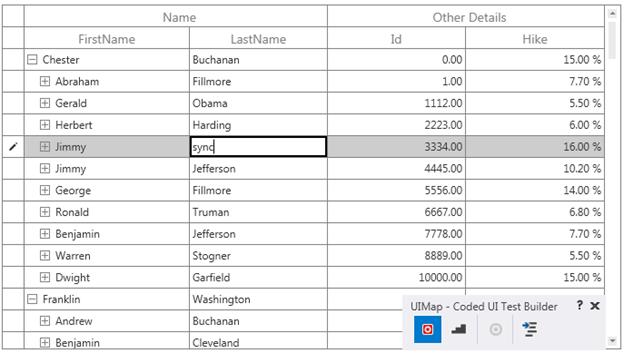 Name Other Details
FirstName LastName Id Hike
Chester Buchanan 0.00 15.00 %
Abraham Fillmore 1.00 7.70 %
Gerald Obama 1112.00 5.50 %
Herbert Harding 2223.00 6.00 %
Jimmy sync 3334.00 16.00 %
Jimmy Jefferson 4445.00 10.20 %
George Fillmore 5556.00 14.00 %
Ronald Truman 6667.00 6.80 %
Benjamin Jefferson 7778.00 7.70 %
Warren Stogner 8889.00 5.50 %
Dwight Garfield 10000.00 15.00 %
Franklin Washington
UIMap - Coded UI Test Builder ?
Andrew Buchanan
Benjamin Cleveland